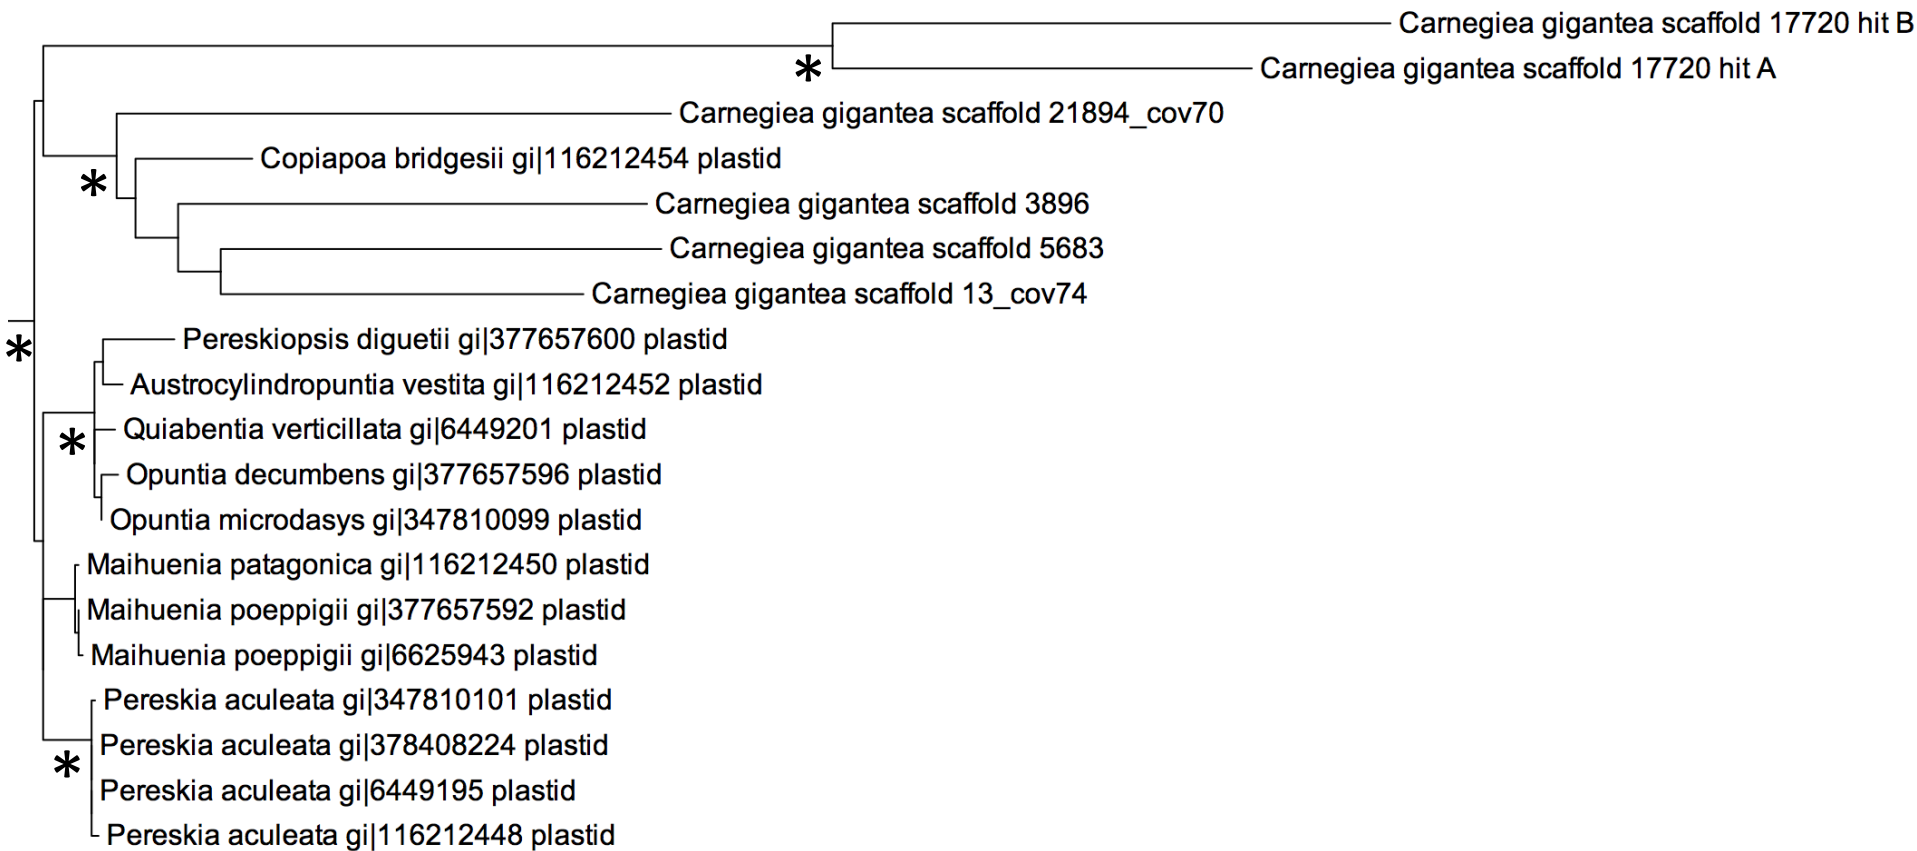 Carnegiea gigantea scaffold 17720 hit B
* Carnegiea gigantea scaffold 17720 hit A
Carnegiea gigantea scaffold 21894_cov70
Copiapoa bridgesii gi|116212454 plastid
*
Carnegiea gigantea scaffold 3896
Carnegiea gigantea scaffold 5683
Carnegiea gigantea scaffold 13_cov74
Pereskiopsis diguetii gi|377657600 plastid
*
Austrocylindropuntia vestita gi|116212452 plastid
Quiabentia verticillata gi|6449201 plastid
*
Opuntia decumbens gi|377657596 plastid
Opuntia microdasys gi|347810099 plastid
Maihuenia patagonica gi|116212450 plastid
Maihuenia poeppigii gi|377657592 plastid
Maihuenia poeppigii gi|6625943 plastid
Pereskia aculeata gi|347810101 plastid
Pereskia aculeata gi|378408224 plastid
*
Pereskia aculeata gi|6449195 plastid
Pereskia aculeata gi|116212448 plastid